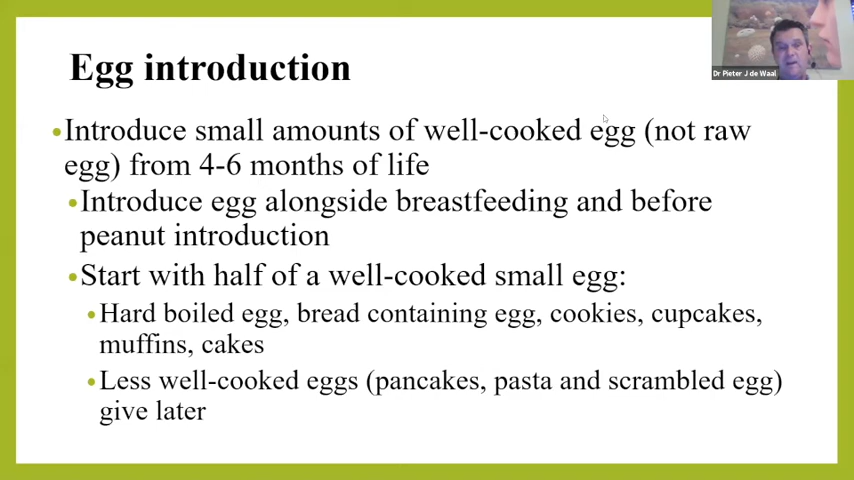 Egg introduction
•Introduce small amounts of well-cooked egg (not raw
egg) from 4-6 months of life
•Introduce egg alongside breastfeeding and before
peanut introduction
•Start with half of a well-cooked small egg:
•Hard boiled egg, bread containing egg, cookies, cupcakes,
muffins, cakes
•Less well-cooked eggs (pancakes, pasta and scrambled egg)
give later
Dr Pieter J de Waal